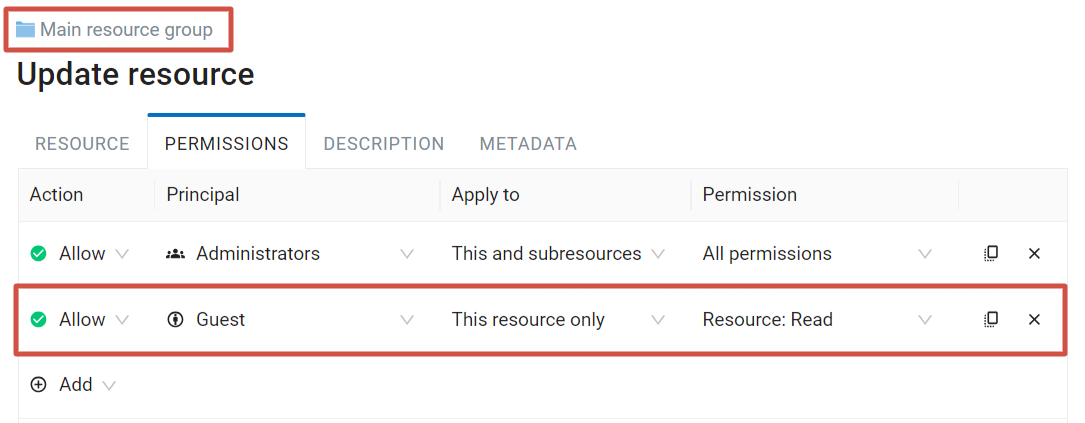 Main resource group
Update resource
RESOURCE PERMISSIONS DESCRIPTION METADATA
Action Principal Apply to Permission
Allow Administrators This and subresources All permissions
Allow Guest This resource only Resource: Read
Add